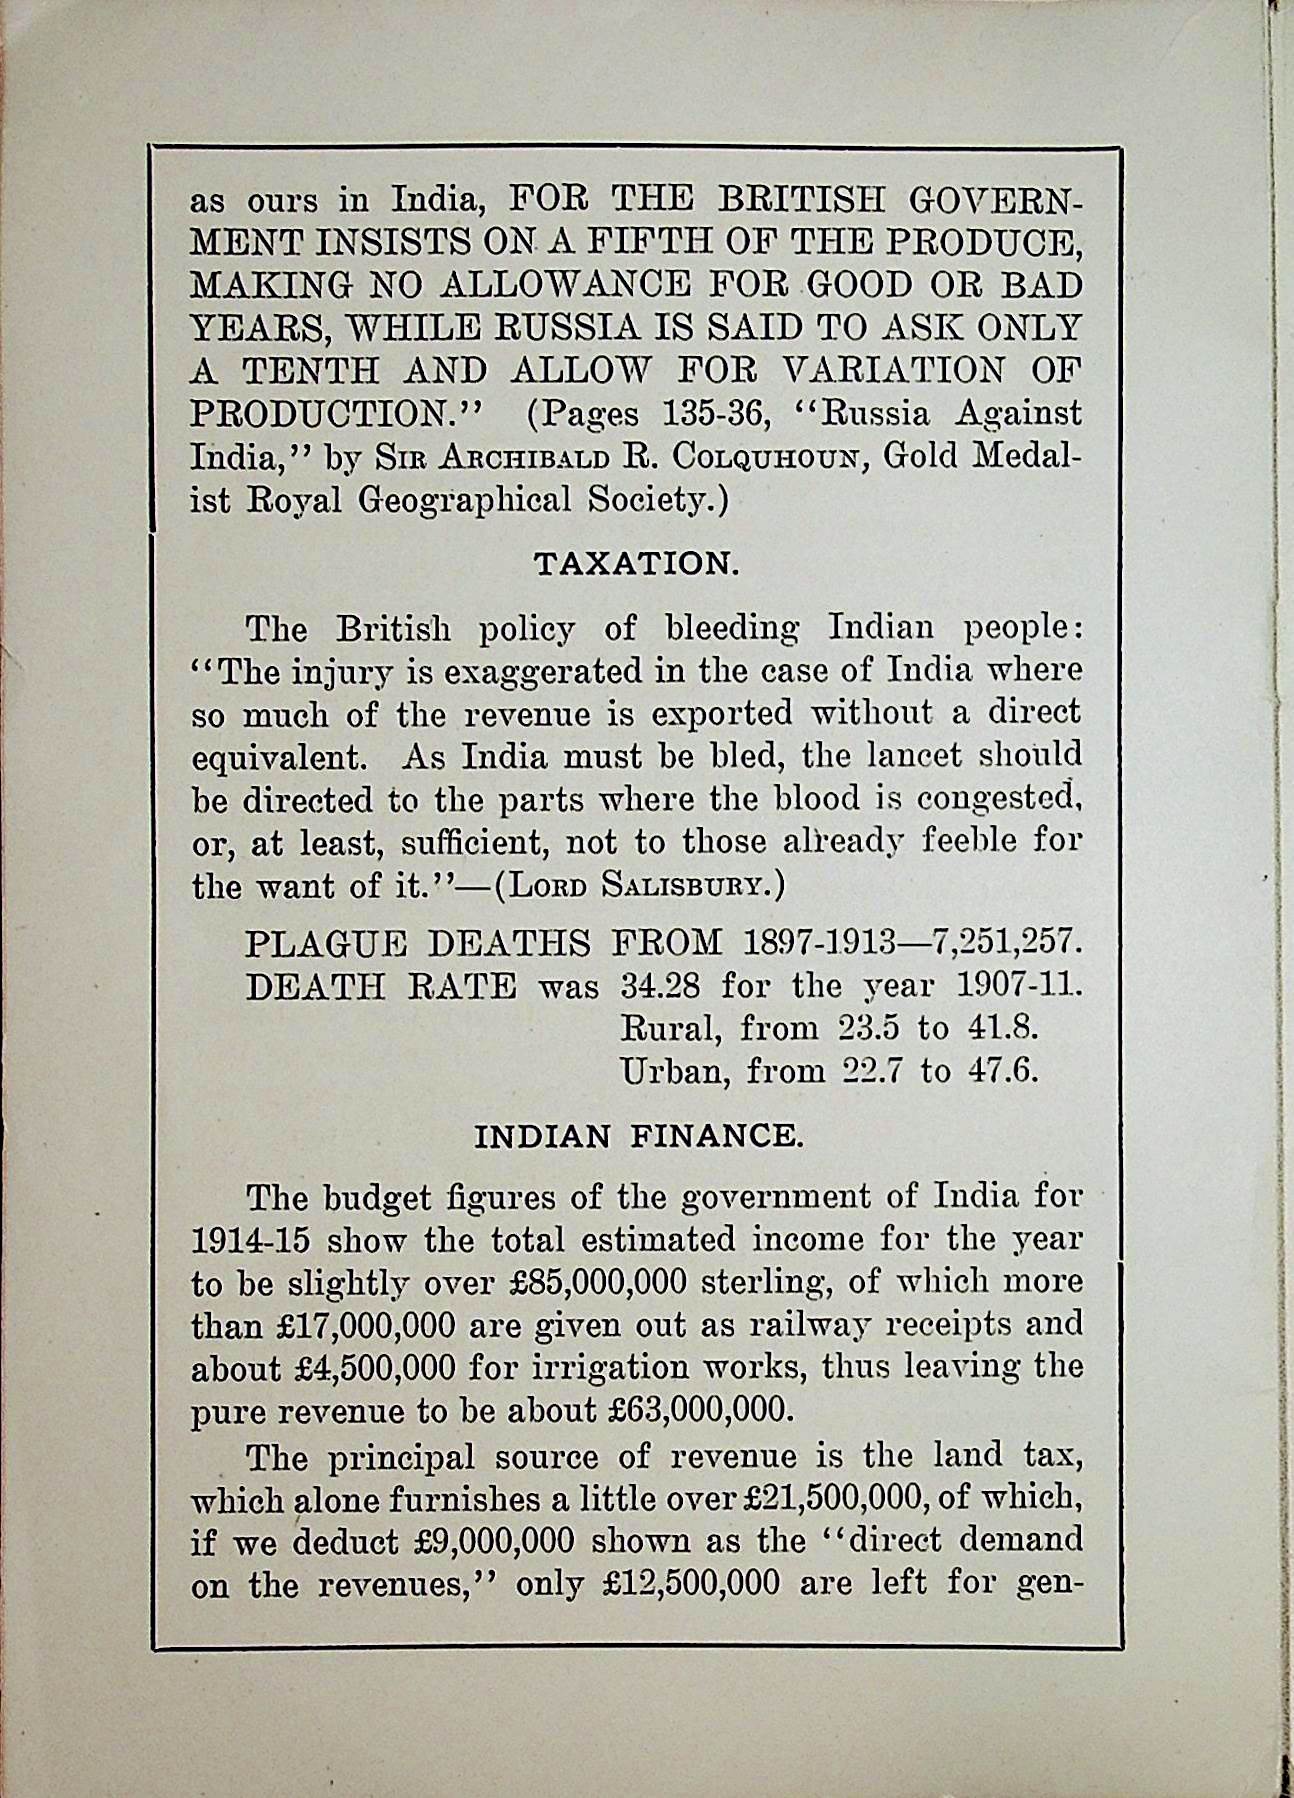 as ours in India, FOR THE BRITISH GOVERN-
MENT INSISTS ON A FIFTH OF THE PRODUCE,
MAKING NO ALLOWANCE FOR GOOD OR BAD
YEARS, WHILE RUSSIA IS SAID TO ASK ONLY
A TENTH AND ALLOW FOR VARIATION OF
PRODUCTION.'' (Pages 135-36, ‘‘Russia Against
India,'' by SIR ARCHIBALD R. COLQUHOUN, Gold Medal-
ist Royal Geographical Society.)
TAXATION.
The British policy of bleeding Indian people:
‘‘The injury is exaggerated in the case of India where
so much of the revenue is exported without a direct
equivalent. As India must be bled, the lancet should
be directed to the parts where the blood is congested,
or, at least, sufficient, not to those already feeble for
the want of it.''—(LORD SALISBURY.)
PLAGUE DEATHS FROM 1897-1913—7,251,257.
DEATH RATE was 34.28 for the year 1907-11.
Rural, from 23.5 to 41.8.
Urban, from 22.7 to 47.6.
INDIAN FINANCE.
The budget figures of the government of India for
1914-15 show the total estimated income for the year
to be slightly over £85,000,000 sterling, of which more
than £17,000,000 are given out as railway receipts and
about £4,500,000 for irrigation works, thus leaving the
pure revenue to be about £63,000,000.
The principal source of revenue is the land tax,
which alone furnishes a little over £21,500,000, of which,
if we deduct £9,000,000 shown as the ‘‘direct demand
on the revenues,'' only £12,500,000 are left for gen-